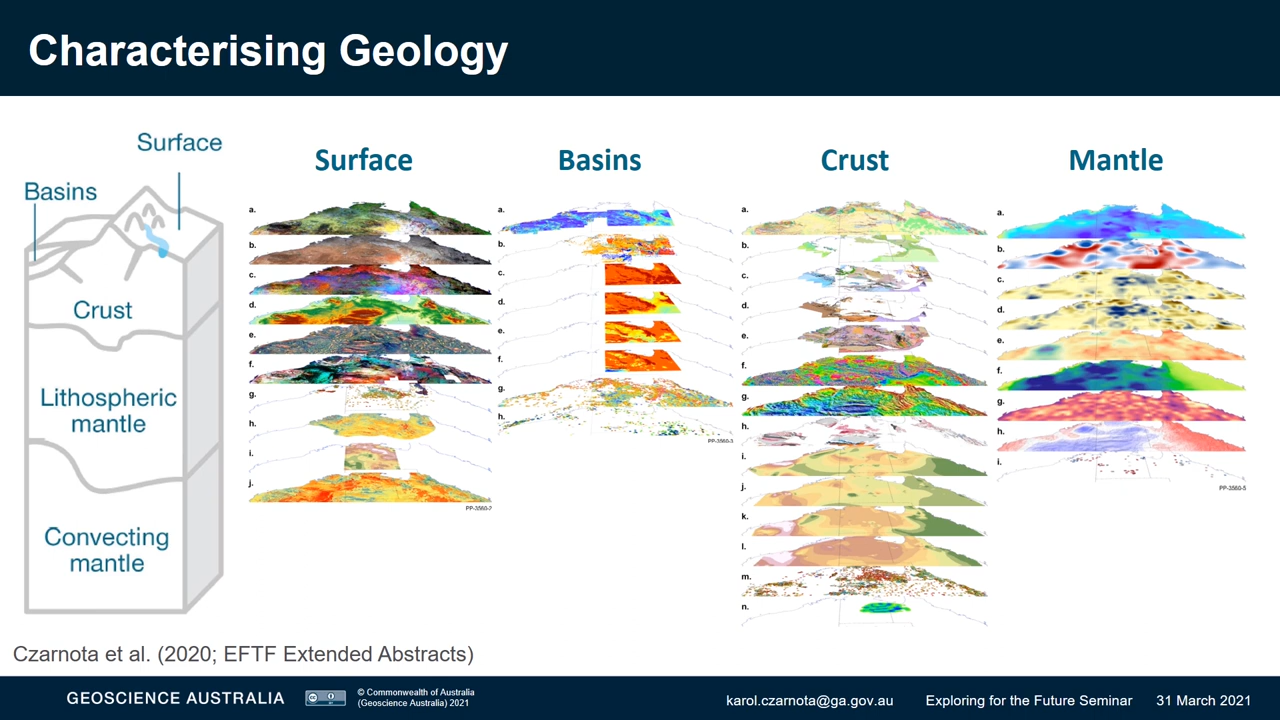 Characterising Geology
Surface
Basins
Crust
Lithospheric
mantle
Convecting
mantle
Surface
a.
b.
c.
d.
e.
f.
g.
h.
i.
j.
PP-3560-2
Basins
a.
b.
c.
d.
e.
f.
g.
h.
PP-3560-3
Crust
a.
b.
c.
d.
e.
f.
g.
h.
i.
j.
k.
l.
m.
n.
Mantle
a.
b.
c.
d.
e.
f.
g.
h.
i.
PP-3560-5
Czarnota et al. (2020; EFTF Extended Abstracts)
GEOSCIENCE AUSTRALIA
© Commonwealth of Australia
(Geoscience Australia) 2021
karol.czarnota@ga.gov.au
Exploring for the Future Seminar
31 March 2021